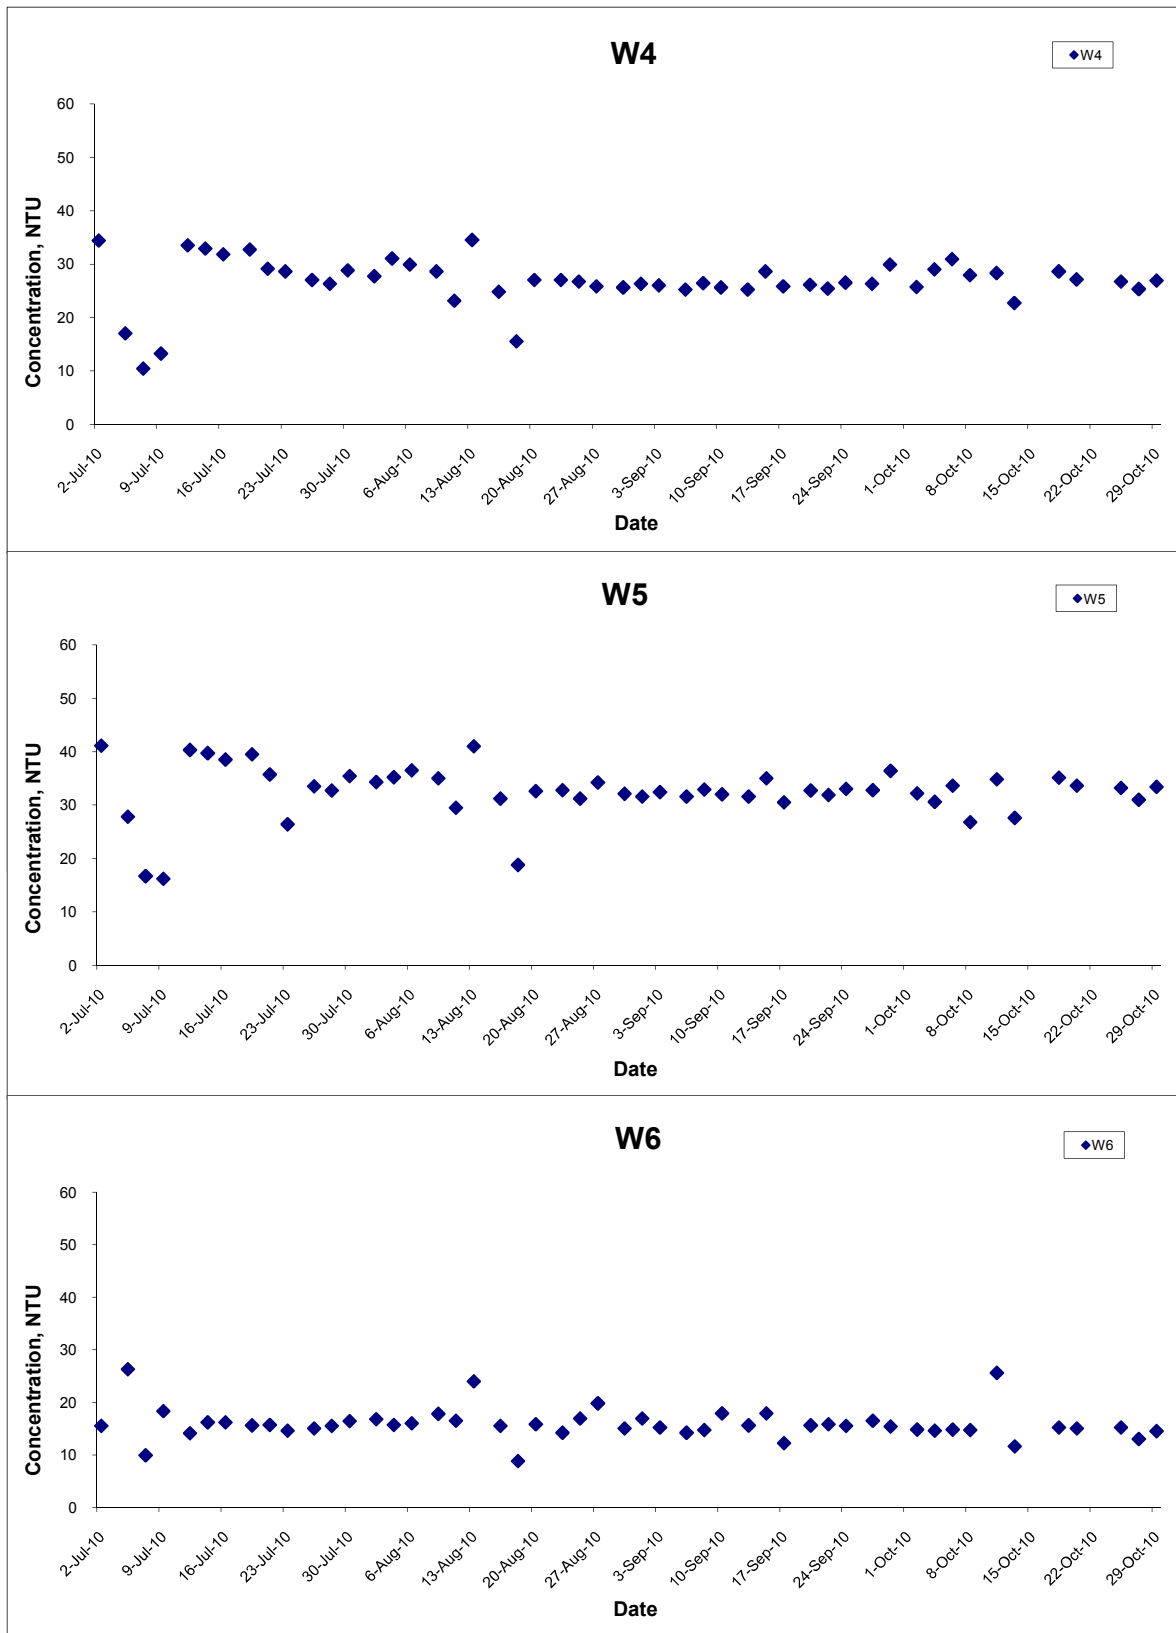 W4
W4
60
50
40
30
20
10
0
Concentration, NTU
2-Jul-10
9-Jul-10
16-Jul-10
23-Jul-10
30-Jul-10
6-Aug-10
13-Aug-10
20-Aug-10
27-Aug-10
3-Sep-10
10-Sep-10
17-Sep-10
24-Sep-10
1-Oct-10
8-Oct-10
15-Oct-10
22-Oct-10
29-Oct-10
Date
W5
W5
60
50
40
30
20
10
0
Concentration, NTU
2-Jul-10
9-Jul-10
16-Jul-10
23-Jul-10
30-Jul-10
6-Aug-10
13-Aug-10
20-Aug-10
27-Aug-10
3-Sep-10
10-Sep-10
17-Sep-10
24-Sep-10
1-Oct-10
8-Oct-10
15-Oct-10
22-Oct-10
29-Oct-10
Date
W6
W6
60
50
40
30
20
10
0
Concentration, NTU
2-Jul-10
9-Jul-10
16-Jul-10
23-Jul-10
30-Jul-10
6-Aug-10
13-Aug-10
20-Aug-10
27-Aug-10
3-Sep-10
10-Sep-10
17-Sep-10
24-Sep-10
1-Oct-10
8-Oct-10
15-Oct-10
22-Oct-10
29-Oct-10
Date